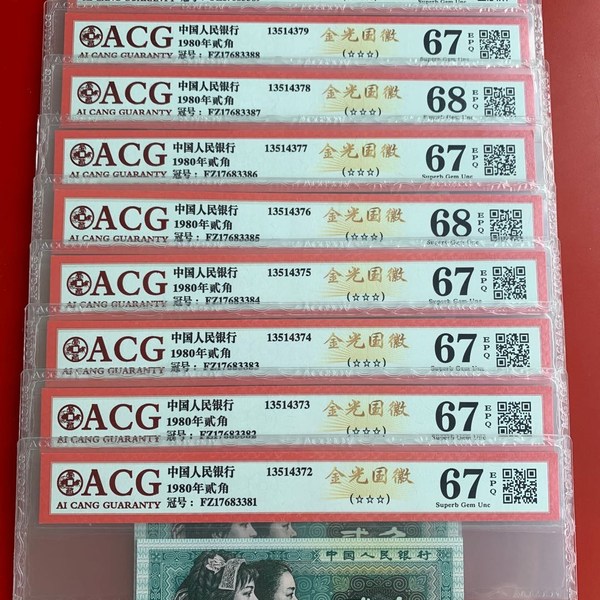 AI CANG GUARANTY
ACG 中国人民银行 13514379 金光国徽 67 EPQ
1980年贰角 (☆☆☆)
AI CANG GUARANTY 冠号: FZ17683388 Superb Gem Unc
ACG 中国人民银行 13514378 金光国徽 68 EPQ
1980年贰角 (☆☆☆)
AI CANG GUARANTY 冠号: FZ17683387 Superb Gem Unc
ACG 中国人民银行 13514377 金光国徽 67 EPQ
1980年贰角 (☆☆☆)
AI CANG GUARANTY 冠号: FZ17683386 Superb Gem Unc
ACG 中国人民银行 13514376 金光国徽 68 EPQ
1980年贰角 (☆☆☆)
AI CANG GUARANTY 冠号: FZ17683385 Superb Gem Unc
ACG 中国人民银行 13514375 金光国徽 67 EPQ
1980年贰角 (☆☆☆)
AI CANG GUARANTY 冠号: FZ17683384 Superb Gem Unc
ACG 中国人民银行 13514374 金光国徽 67 EPQ
1980年贰角 (☆☆☆)
AI CANG GUARANTY 冠号: FZ17683383 Superb Gem Unc
ACG 中国人民银行 13514373 金光国徽 67 EPQ
1980年贰角 (☆☆☆)
AI CANG GUARANTY 冠号: FZ17683382 Superb Gem Unc
ACG 中国人民银行 13514372 金光国徽 67 EPQ
1980年贰角 (☆☆☆)
AI CANG GUARANTY 冠号: FZ17683381 Superb Gem Unc
中国人民银行